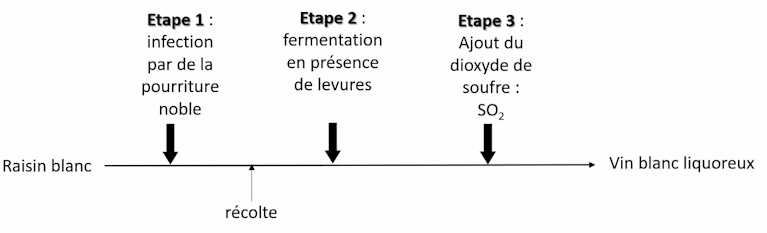 Etape 1 :
infection
par de la
pourriture
noble
Etape 2 :
fermentation
en présence
de levures
Etape 3 :
Ajout du
dioxyde de
soufre :
SO₂
Raisin blanc
Vin blanc liquoreux
récolte